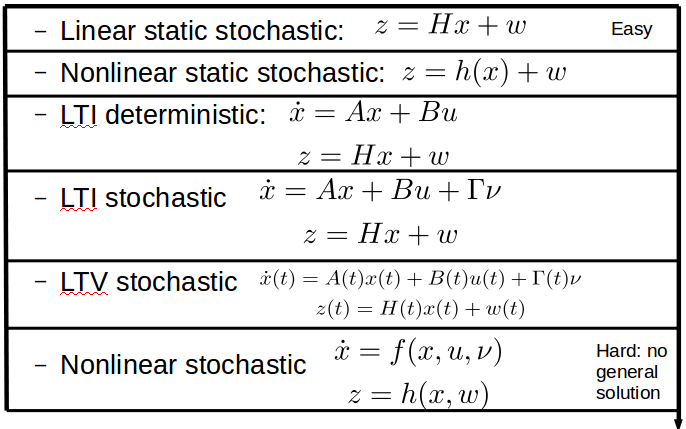 – Linear static stochastic: z = Hx + w Easy
– Nonlinear static stochastic: z = h(x) + w
– LTI deterministic: ẋ = Ax + Bu
z = Hx + w
– LTI stochastic ẋ = Ax + Bu + Γν
z = Hx + w
– LTV stochastic ẋ(t) = A(t)x(t) + B(t)u(t) + Γ(t)ν
z(t) = H(t)x(t) + w(t)
– Nonlinear stochastic ẋ = f(x, u, ν)
z = h(x, w)
Hard: no
general
solution